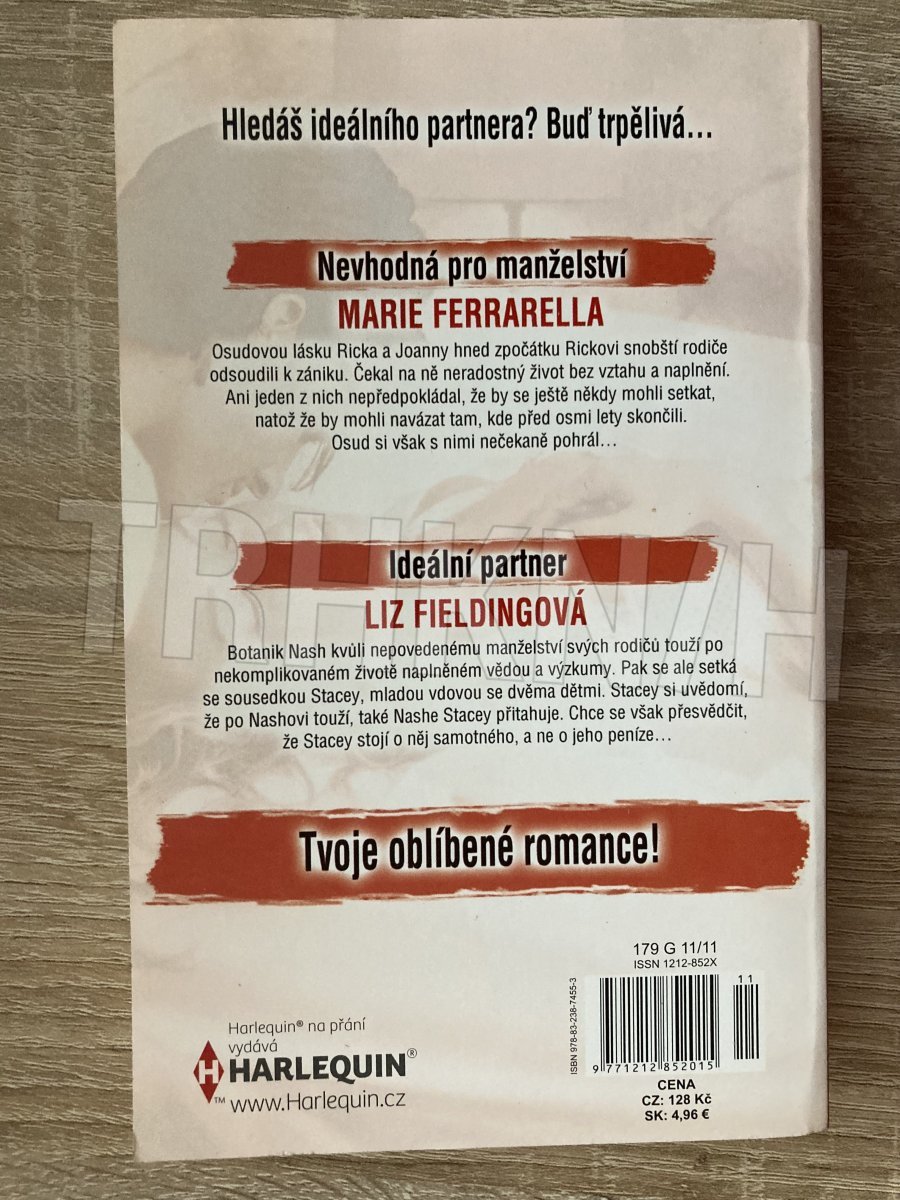 Hledáš ideálního partnera? Buď trpělivá...
Nevhodná pro manželství
MARIE FERRARELLA
Osudovou lásku Ricka a Joanny hned zpočátku Rickovi snobští rodiče
odsoudili k zániku. Čekal na ně neradostný život bez vztahu a naplnění.
Ani jeden z nich nepředpokládal, že by se ještě někdy mohli setkat,
natož že by mohli navázat tam, kde před osmi lety skončili.
Osud si však s nimi nečekaně pohrál...
TRHKNIH
Ideální partner
LIZ FIELDINGOVÁ
Botanik Nash kvůli nepovedenému manželství svých rodičů touží po
nekomplikovaném životě naplněném vědou a výzkumy. Pak se ale setká
se sousedkou Stacey, mladou vdovou se dvěma dětmi. Stacey si uvědomí,
že po Nashovi touží, také Nashe Stacey přitahuje. Chce se však přesvědčit,
že Stacey stojí o něj samotného, a ne o jeho peníze...
Tvoje oblíbené romance!
179 G 11/11
ISSN 1212-852X
ISBN 978-83-238-7455-3
11
9 771212 852015
CENA
CZ: 128 Kč
SK: 4,96 €
Harlequin® na přání
vydává
H HARLEQUIN®
™ www.Harlequin.cz